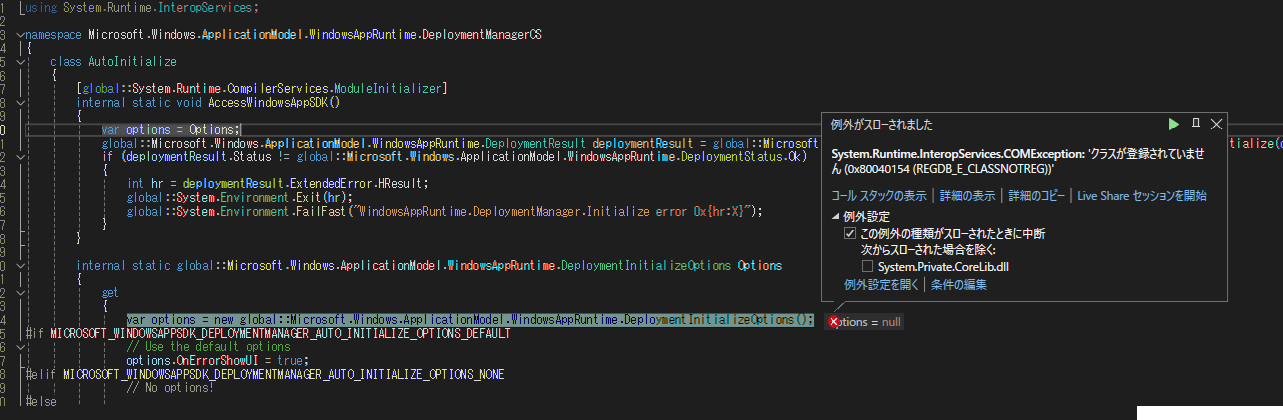 1 using System.Runtime.InteropServices;
2
3 namespace Microsoft.Windows.ApplicationModel.WindowsAppRuntime.DeploymentManagerCS
4 {
5 class AutoInitialize
6 {
7 [global::System.Runtime.CompilerServices.ModuleInitializer]
8 internal static void AccessWindowsAppSDK()
9 {
0 var options = Options;
1 global::Microsoft.Windows.ApplicationModel.WindowsAppRuntime.DeploymentResult deploymentResult = global::Microsoft
itialize(o
2 if (deploymentResult.Status != global::Microsoft.Windows.ApplicationModel.WindowsAppRuntime.DeploymentStatus.Ok)
3 {
4 int hr = deploymentResult.ExtendedError.HResult;
5 global::System.Environment.Exit(hr);
6 global::System.Environment.FailFast($"WindowsAppRuntime.DeploymentManager.Initialize error 0x{hr:X}");
7 }
8 }
9
0 internal static global::Microsoft.Windows.ApplicationModel.WindowsAppRuntime.DeploymentInitializeOptions Options
1 {
2 get
3 {
4 var options = new global::Microsoft.Windows.ApplicationModel.WindowsAppRuntime.DeploymentInitializeOptions();
ptions = null
5 #if MICROSOFT_WINDOWSAPPSDK_DEPLOYMENTMANAGER_AUTO_INITIALIZE_OPTIONS_DEFAULT
6 // Use the default options
7 options.OnErrorShowUI = true;
8 #elif MICROSOFT_WINDOWSAPPSDK_DEPLOYMENTMANAGER_AUTO_INITIALIZE_OPTIONS_NONE
9 // No options!
0 #else
例外がスローされました
System.Runtime.InteropServices.COMException: 'クラスが登録されていませ
ん (0x80040154 (REGDB_E_CLASSNOTREG))'
コール スタックの表示 | 詳細の表示 | 詳細のコピー | Live Share セッションを開始
例外設定
この例外の種類がスローされたときに中断
次からスローされた場合を除く:
System.Private.CoreLib.dll
例外設定を開く | 条件の編集